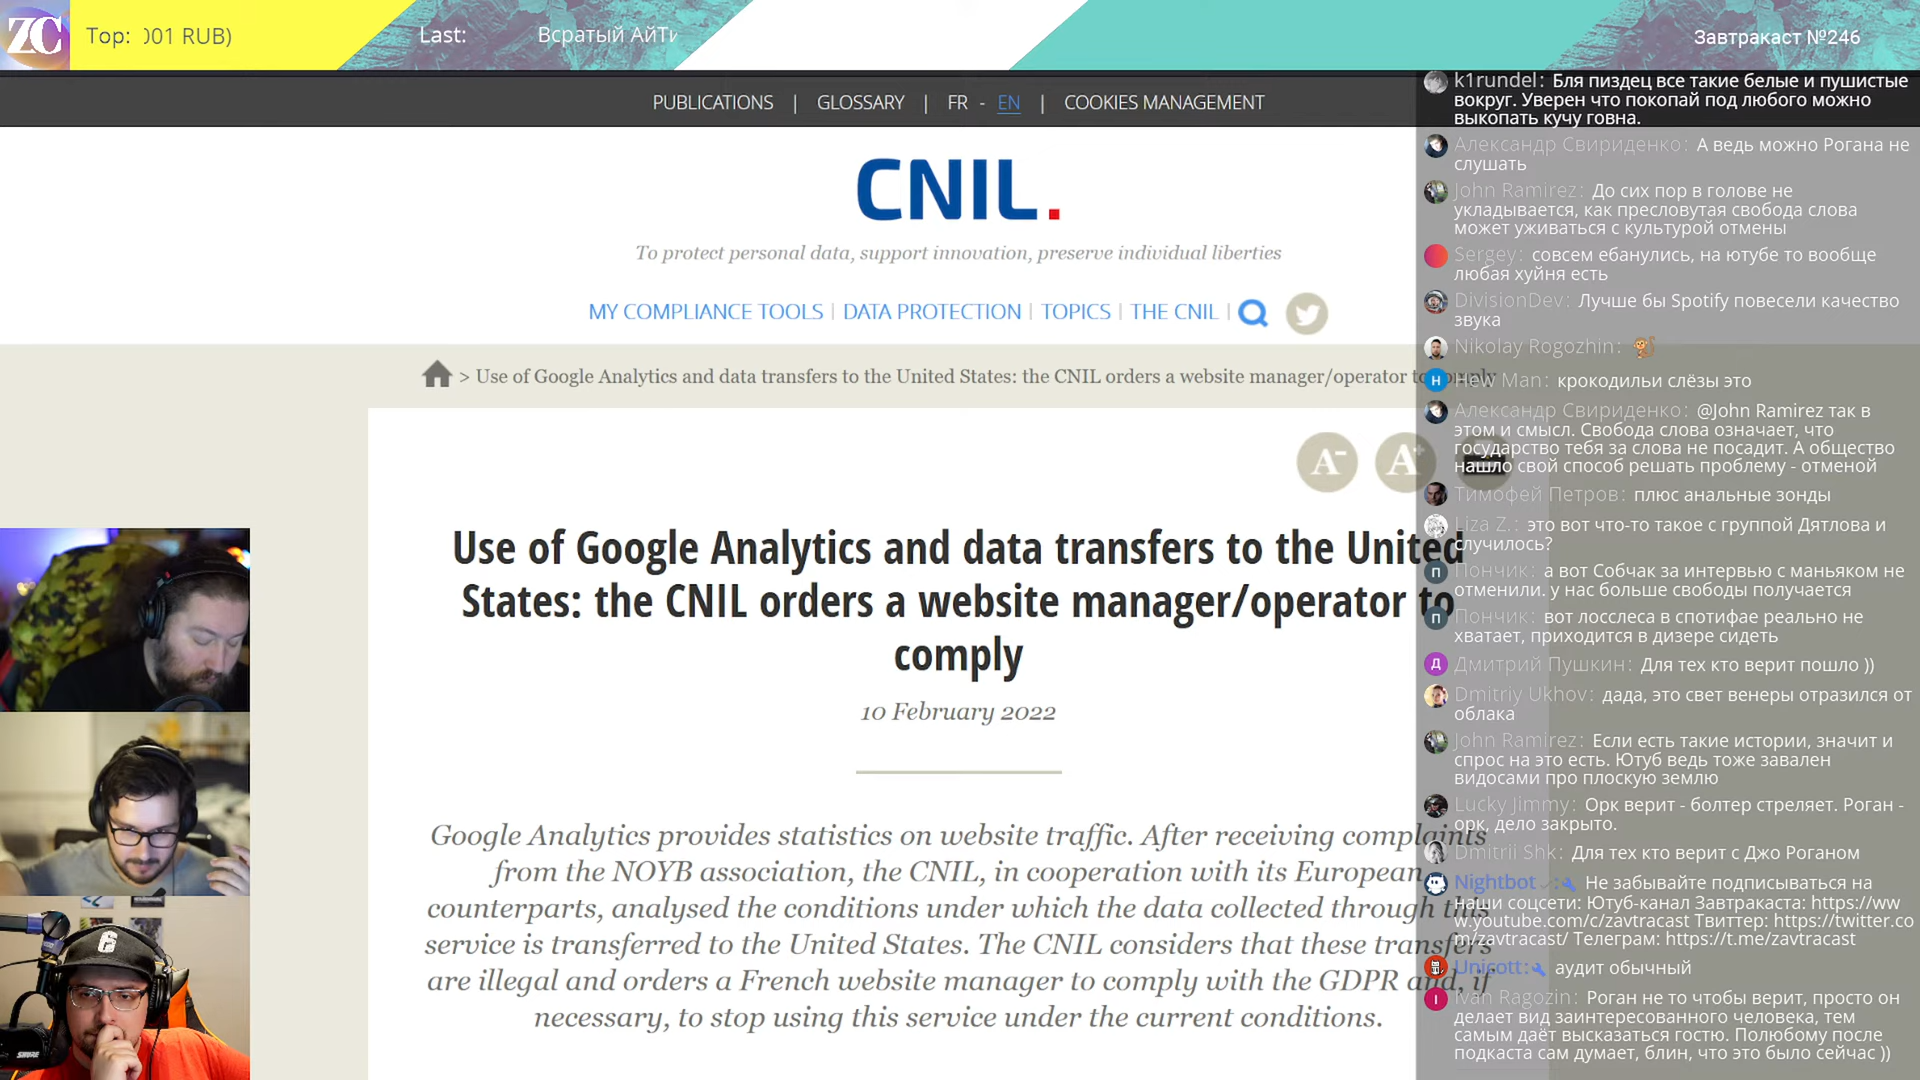 ZC
Top: 001 RUB)
Last:
Всратый АйТи
Завтракаст №246
PUBLICATIONS | GLOSSARY | FR - EN | COOKIES MANAGEMENT
CNIL.
To protect personal data, support innovation, preserve individual liberties
MY COMPLIANCE TOOLS | DATA PROTECTION | TOPICS | THE CNIL |
> Use of Google Analytics and data transfers to the United States: the CNIL orders a website manager/operator to comply
A- A+
Use of Google Analytics and data transfers to the United
States: the CNIL orders a website manager/operator to
comply
10 February 2022
Google Analytics provides statistics on website traffic. After receiving complaints
from the NOYB association, the CNIL, in cooperation with its European
counterparts, analysed the conditions under which the data collected through this
service is transferred to the United States. The CNIL considers that these transfers
are illegal and orders a French website manager to comply with the GDPR and, if
necessary, to stop using this service under the current conditions.
k1rundel: Бля пиздец все такие белые и пушистые
вокруг. Уверен что покопай под любого можно
выкопать кучу говна.
Александр Свириденко: А ведь можно Рогана не
слушать
John Ramirez: До сих пор в голове не
укладывается, как пресловутая свобода слова
может уживаться с культурой отмены
Sergey: совсем ебанулись, на ютубе то вообще
любая хуйня есть
DivisionDev: Лучше бы Spotify повесели качество
звука
Nikolay Rogozhin: 🐒
H
New Man: крокодильи слёзы это
Александр Свириденко: @John Ramirez так в
этом и смысл. Свобода слова означает, что
государство тебя за слова не посадит. А общество
нашло свой способ решать проблему - отменой
Тимофей Петров: плюс анальные зонды
Liza Z.: это вот что-то такое с группой Дятлова и
случилось?
П
Пончик: а вот Собчак за интервью с маньяком не
отменили. у нас больше свободы получается
П
Пончик: вот лосслеса в спотифае реально не
хватает, приходится в дизере сидеть
Д
Дмитрий Пушкин: Для тех кто верит пошло ))
Dmitriy Ukhov: дада, это свет венеры отразился от
облака
John Ramirez: Если есть такие истории, значит и
спрос на это есть. Ютуб ведь тоже завален
видосами про плоскую землю
Lucky Jimmy: Орк верит - болтер стреляет. Роган -
орк, дело закрыто.
Dmitrii Shk: Для тех кто верит с Джо Роганом
Nightbot: Не забывайте подписываться на
наши соцсети: Ютуб-канал Завтракаста: https://ww
w.youtube.com/c/zavtracast Твиттер: https://twitter.co
m/zavtracast/ Телеграм: https://t.me/zavtracast
Unicott: аудит обычный
I
Ivan Ragozin: Роган не то чтобы верит, просто он
делает вид заинтересованного человека, тем
самым даёт высказаться гостю. Полюбому после
подкаста сам думает, блин, что это было сейчас ))
6
SHURE